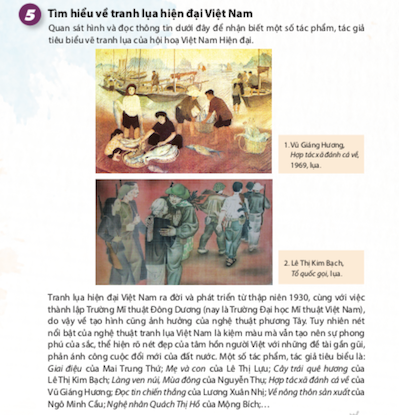 5 Tìm hiểu về tranh lụa hiện đại Việt Nam
Quan sát hình và đọc thông tin dưới đây để nhận biết một số tác phẩm, tác giả
tiêu biểu về tranh lụa của hội hoạ Việt Nam Hiện đại.
1. Vũ Giáng Hương,
Hợp tác xã đánh cá về,
1969, lụa.
2. Lê Thị Kim Bạch,
Tổ quốc gọi, lụa.
Tranh lụa hiện đại Việt Nam ra đời và phát triển từ thập niên 1930, cùng với việc
thành lập Trường Mĩ thuật Đông Dương (nay là Trường Đại học Mĩ thuật Việt Nam),
do vậy về tạo hình cũng ảnh hưởng của nghệ thuật phương Tây. Tuy nhiên nét
nổi bật của nghệ thuật tranh lụa Việt Nam là kiệm màu mà vẫn tạo nên sự phong
phú của sắc, thể hiện rõ nét đẹp của tâm hồn người Việt với những đề tài gần gũi,
phản ánh công cuộc đổi mới của đất nước. Một số tác phẩm, tác giả tiêu biểu là:
Giai điệu của Mai Trung Thứ; Mẹ và con của Lê Thị Lựu; Cây trái quê hương của
Lê Thị Kim Bạch; Làng ven núi, Mùa đông của Nguyễn Thụ; Hợp tác xã đánh cá về của
Vũ Giáng Hương; Đọc tin chiến thắng của Lương Xuân Nhị; Về nông thôn sản xuất của
Ngô Minh Cầu; Nghệ nhân Quách Thị Hồ của Mộng Bích;...